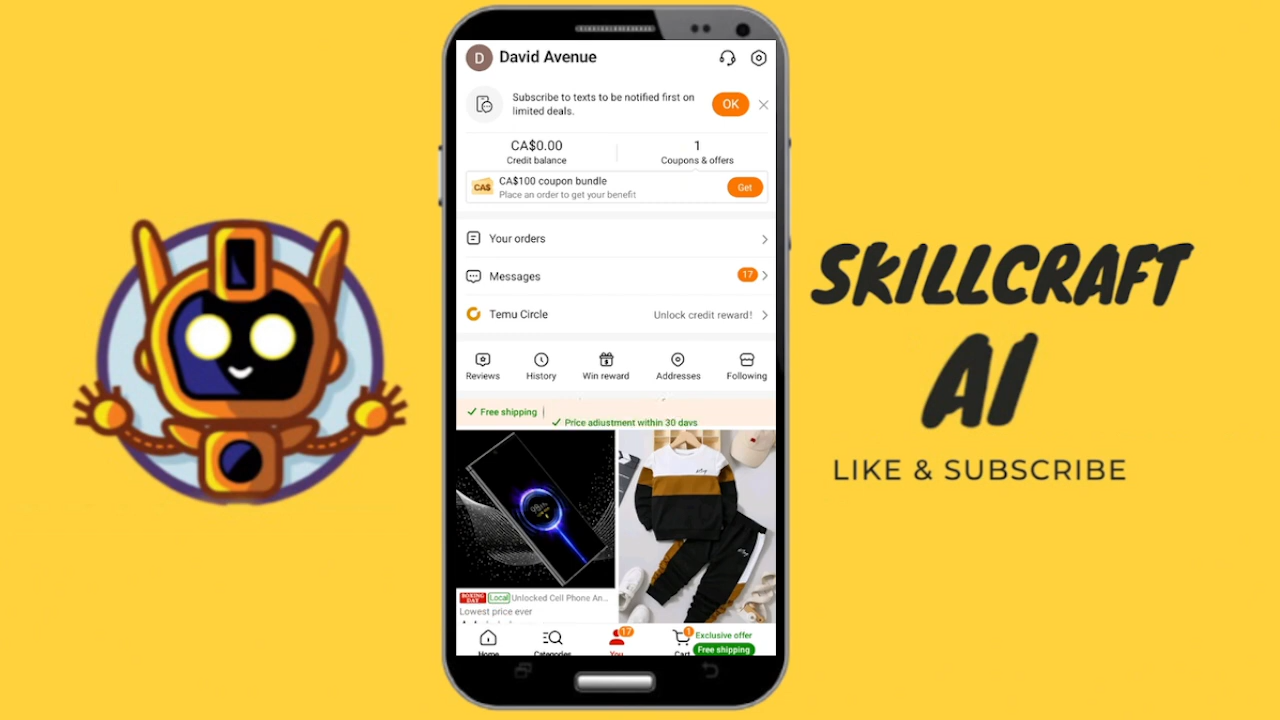 D
David Avenue
Subscribe to texts to be notified first on
limited deals.
OK
CA$0.00
Credit balance
1
Coupons & offers
CA$
CA$100 coupon bundle
Place an order to get your benefit
Get
Your orders
Messages
17
Temu Circle
Unlock credit reward!
Reviews
History
Win reward
Addresses
Following
Free shipping
Price adjustment within 30 days
BOXING
DAY
Local
Unlocked Cell Phone An...
Lowest price ever
Home
Categories
17
You
1
Cart
Exclusive offer
Free shipping
SKILLCRAFT
AI
LIKE & SUBSCRIBE